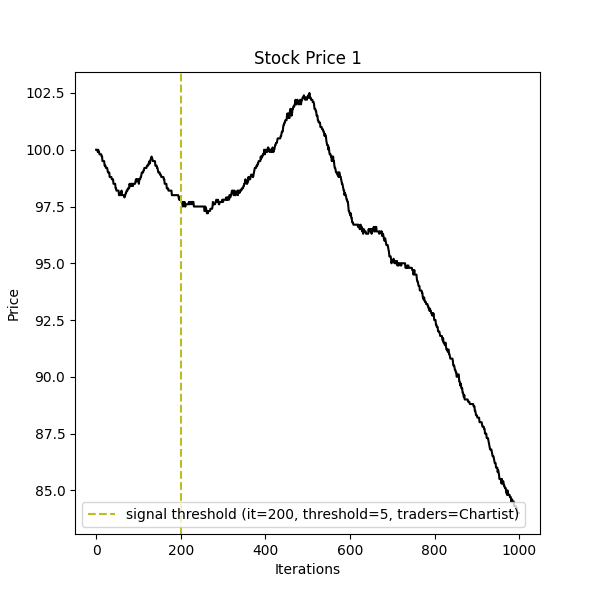 Stock Price 1
102.5
100.0
97.5
95.0
92.5
90.0
87.5
85.0
Price
signal threshold (it=200, threshold=5, traders=Chartist)
0 200 400 600 800 1000
Iterations